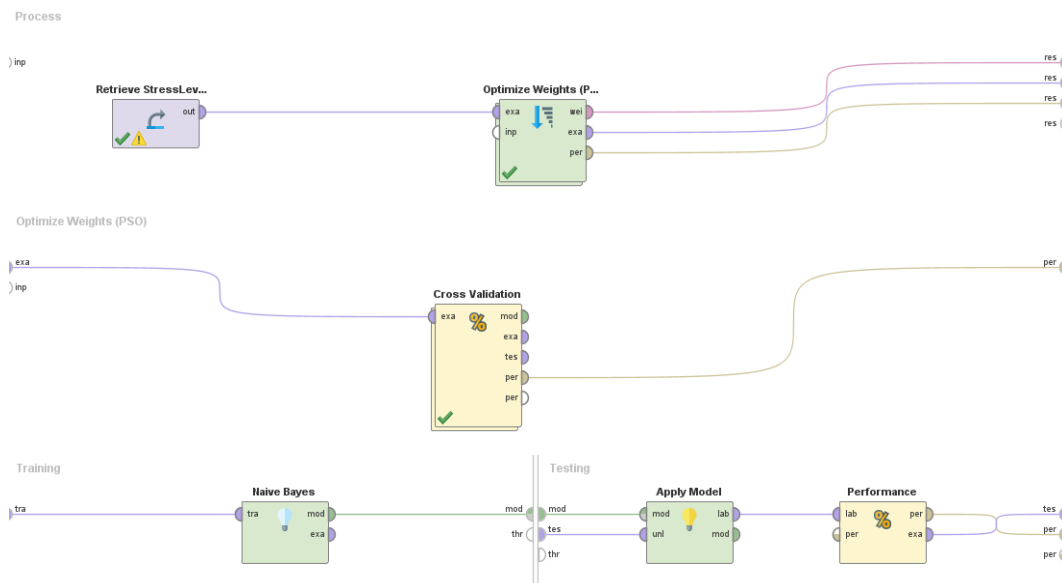 Process
inp
res
res
res
res
Retrieve StressLev...
out
Optimize Weights (P...
exa wei
inp exa
per
Optimize Weights (PSO)
exa
inp
per
Cross Validation
exa mod
exa
tes
per
per
Training
tra
Naive Bayes
tra mod
exa
mod
thr
Testing
mod
tes
thr
Apply Model
mod lab
unl mod
Performance
lab per
per exa
tes
per
per